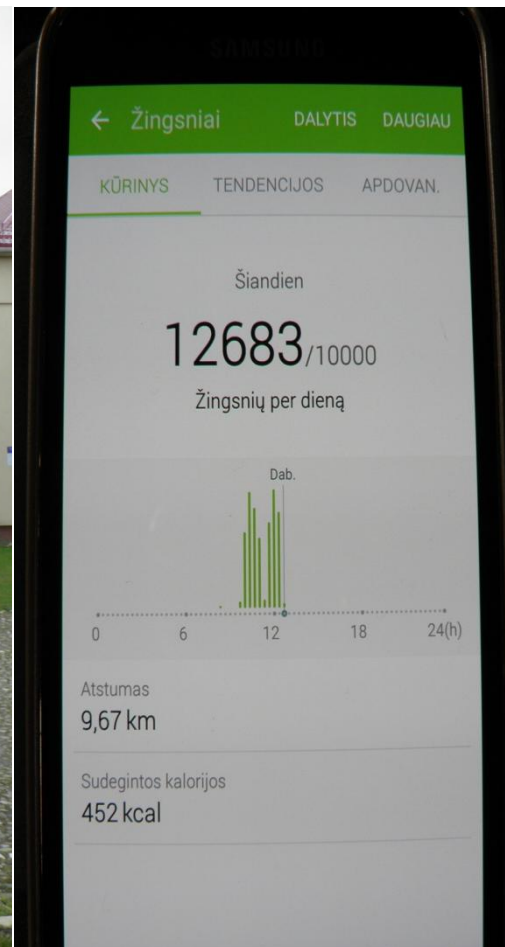 SAMSUNG
← Žingsniai DALYTIS DAUGIAU
KŪRINYS TENDENCIJOS APDOVAN.
Šiandien
12683/10000
Žingsnių per dieną
Dab.
0 6 12 18 24(h)
Atstumas
9,67 km
Sudegintos kalorijos
452 kcal